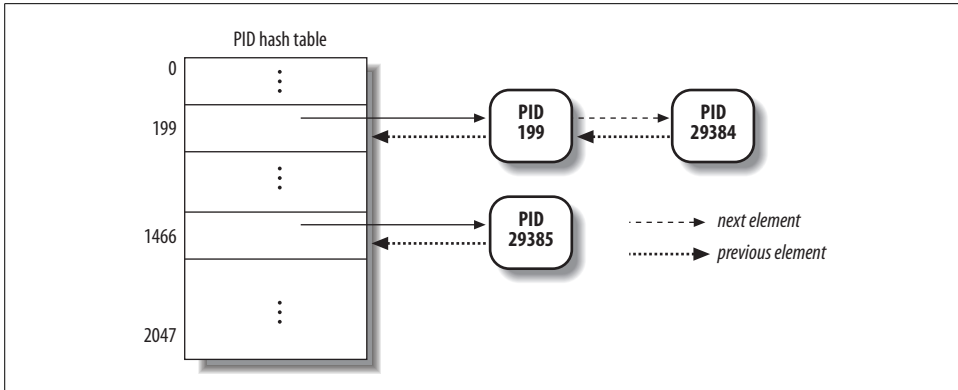 PID hash table
0
199
1466
2047
PID
199
PID
29384
PID
29385
next element
previous element